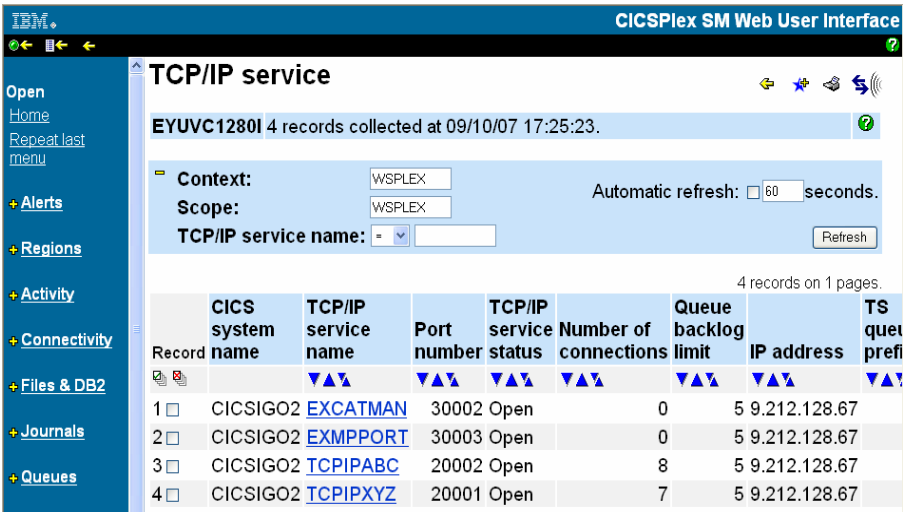 IBM.
CICSPlex SM Web User Interface
Open
Home
Repeat last
menu
Alerts
Regions
Activity
Connectivity
Files & DB2
Journals
Queues
TCP/IP service
EYUVC1280I 4 records collected at 09/10/07 17:25:23.
Context: WSPLEX
Scope: WSPLEX
TCP/IP service name: =
Automatic refresh: 60 seconds.
Refresh
4 records on 1 pages.
Record CICS system name TCP/IP service name Port number TCP/IP service status Number of connections Queue backlog limit IP address TS queu prefi
1 CICSIGO2 EXCATMAN 30002 Open 0 5 9.212.128.67
2 CICSIGO2 EXMPPORT 30003 Open 0 5 9.212.128.67
3 CICSIGO2 TCPIPABC 20002 Open 8 5 9.212.128.67
4 CICSIGO2 TCPIPXYZ 20001 Open 7 5 9.212.128.67